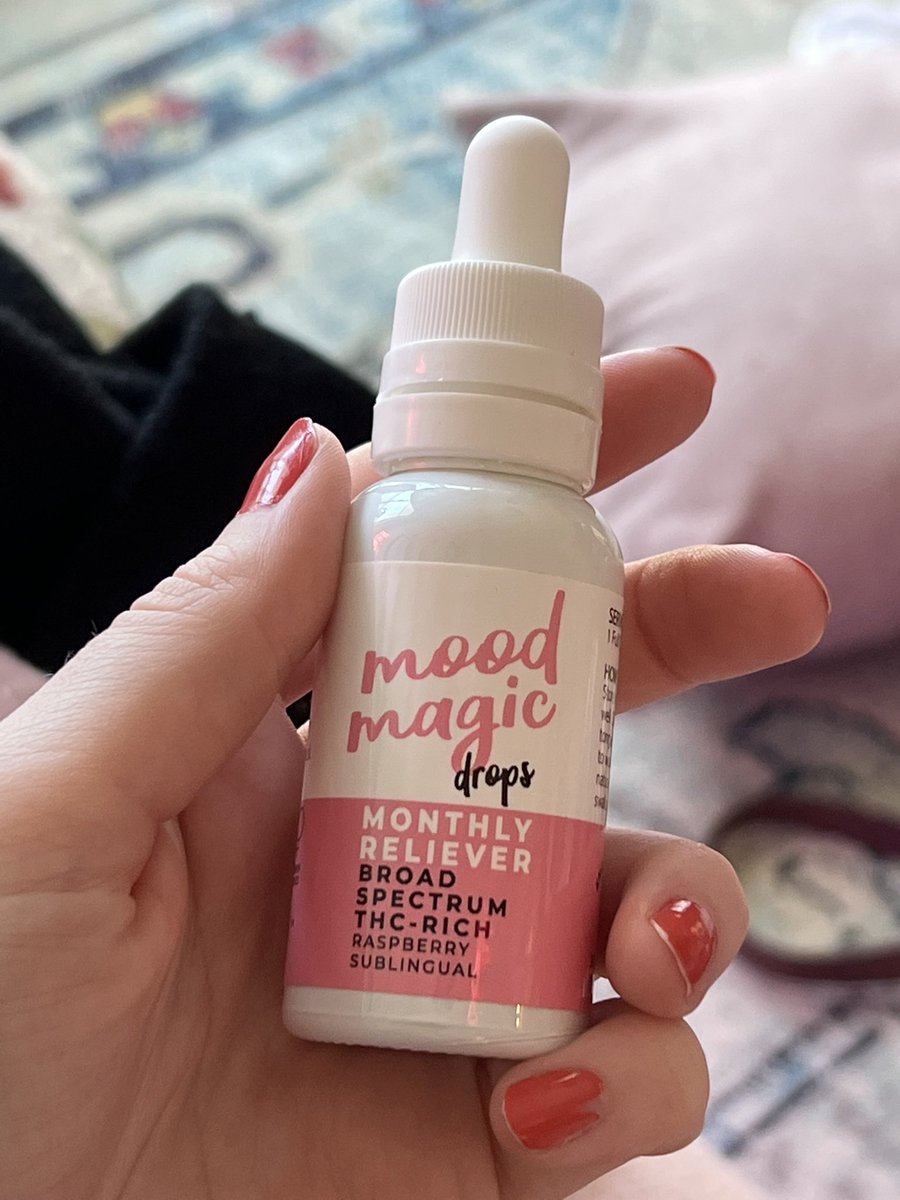 mood
magic
drops
MONTHLY
RELIEVER
BROAD
SPECTRUM
THC-RICH
RASPBERRY
SUBLINGUAL